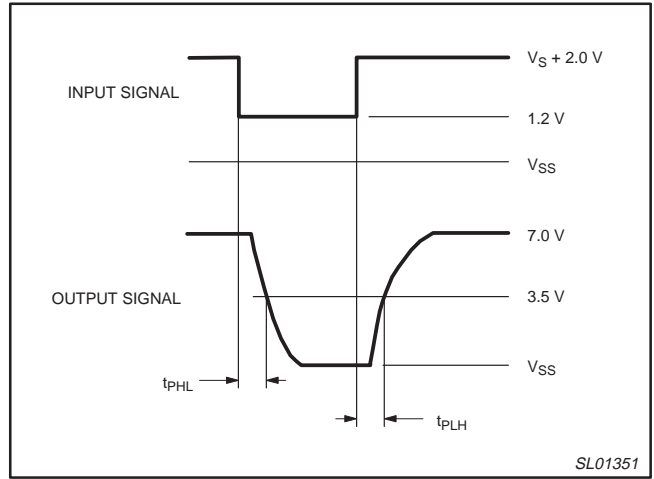 VS + 2.0 V
INPUT SIGNAL
1.2 V
VSS
7.0 V
OUTPUT SIGNAL
3.5 V
tPHL
VSS
tPLH
SL01351